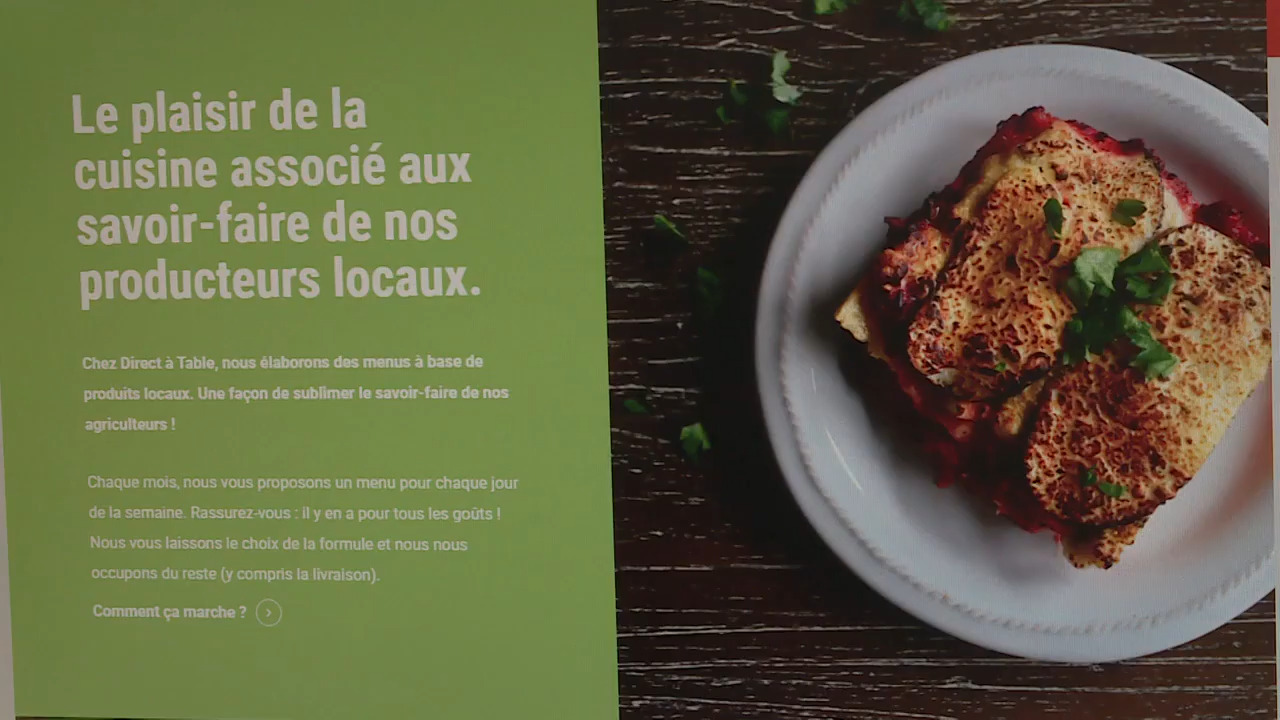 Le plaisir de la
cuisine associé aux
savoir-faire de nos
producteurs locaux.
Chez Direct à Table, nous élaborons des menus à base de
produits locaux. Une façon de sublimer le savoir-faire de nos
agriculteurs !
Chaque mois, nous vous proposons un menu pour chaque jour
de la semaine. Rassurez-vous : il y en a pour tous les goûts !
Nous vous laissons le choix de la formule et nous nous
occupons du reste (y compris la livraison).
Comment ça marche ?